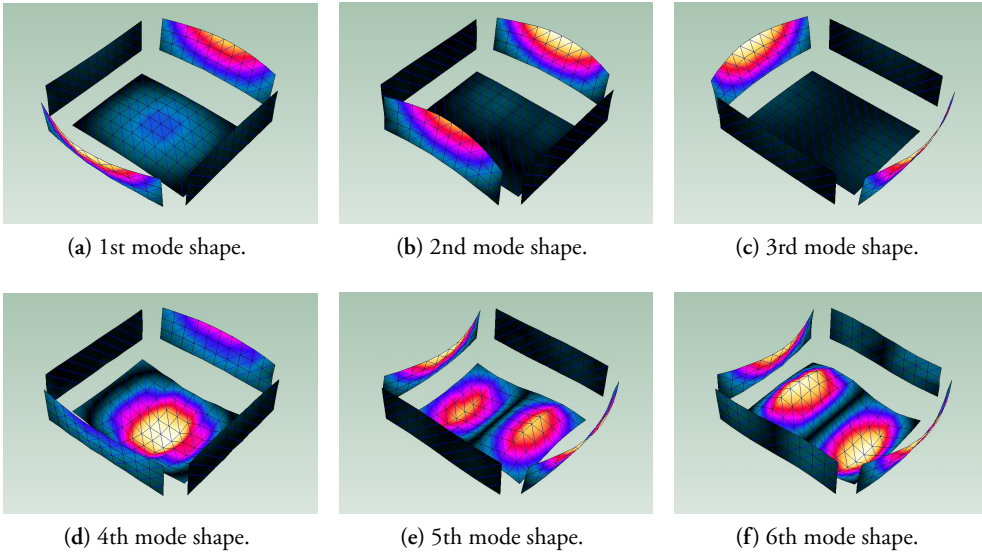 (a) 1st mode shape.
(b) 2nd mode shape.
(c) 3rd mode shape.
(d) 4th mode shape.
(e) 5th mode shape.
(f) 6th mode shape.